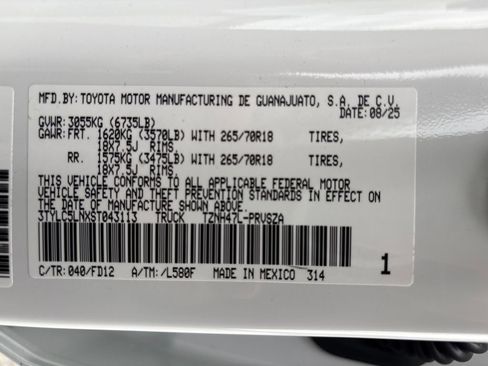 MFD.BY:TOYOTA MOTOR MANUFACTURING DE GUANAJUATO, S.A. DE C.V.
DATE:08/25
GVWR:3055KG (6735LB)
GAWR:FRT. 1620KG (3570LB) WITH 265/70R18 TIRES,
18X7.5J RIMS.
RR. 1575KG (3475LB) WITH 265/70R18 TIRES,
18X7.5J RIMS.
THIS VEHICLE CONFORMS TO ALL APPLICABLE FEDERAL MOTOR
VEHICLE SAFETY AND THEFT PREVENTION STANDARDS IN EFFECT
ON THE DATE OF MANUFACTURE SHOWN ABOVE.
3TYLC5LNXST043113 TRUCK TZNH47L-PRVSZA
C/TR:040/FD12 A/TM:/L580F MADE IN MEXICO 314 1